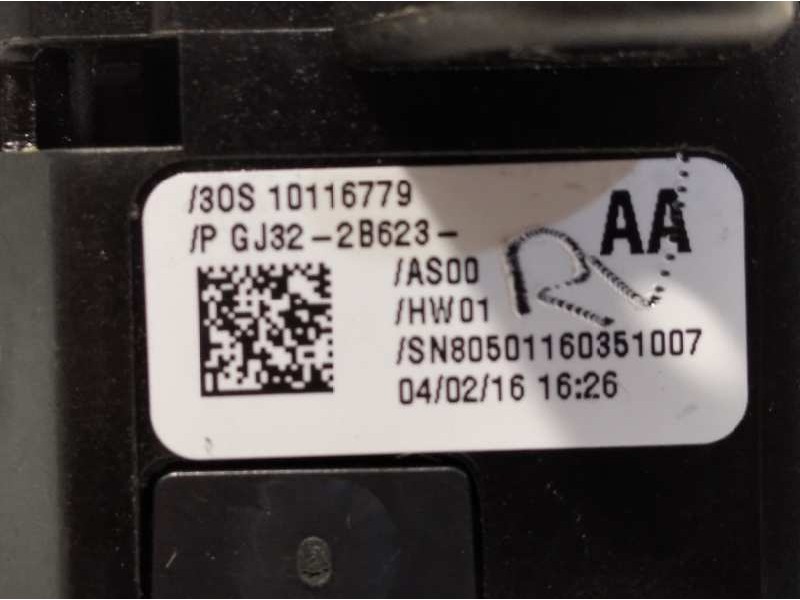 /3OS 10116779
/P GJ32-2B623- AA
/AS00
/HW01
/SN80501160351007
04/02/16 16:26